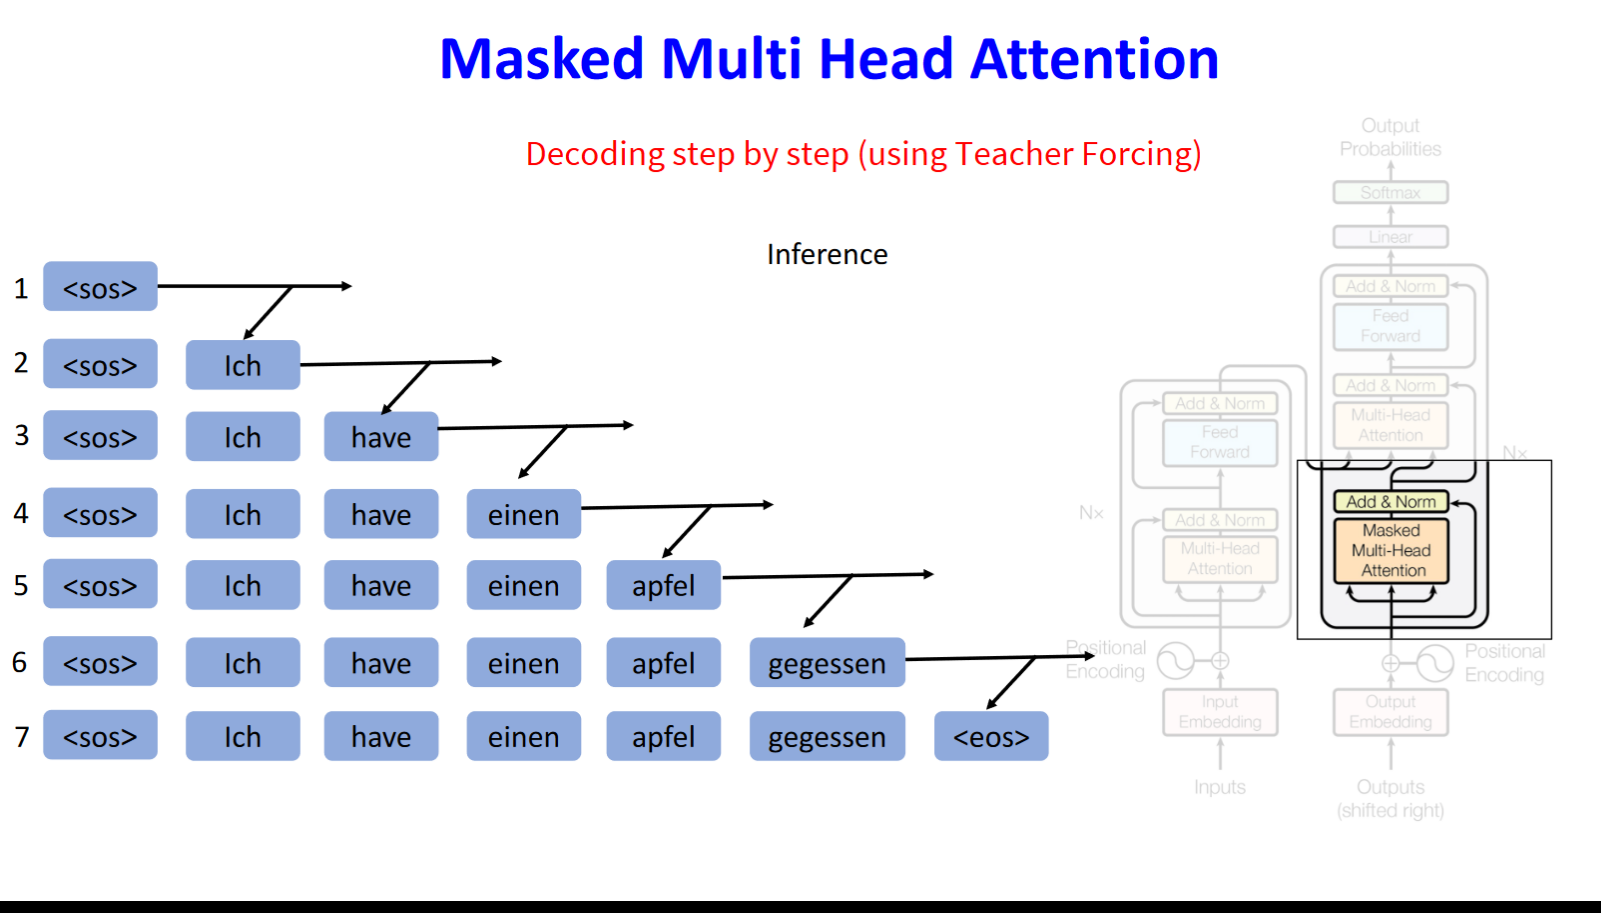 Masked Multi Head Attention
Decoding step by step (using Teacher Forcing)
Inference
1 <sos>
2 <sos> Ich
3 <sos> Ich have
4 <sos> Ich have einen
5 <sos> Ich have einen apfel
6 <sos> Ich have einen apfel gegessen
7 <sos> Ich have einen apfel gegessen <eos>
Output
Probabilities
Softmax
Linear
Add & Norm
Feed
Forward
Add & Norm
Multi-Head
Attention
Nx
Add & Norm
Masked
Multi-Head
Attention
Positional
Encoding
Output
Embedding
Outputs
(shifted right)
Add & Norm
Feed
Forward
Nx
Add & Norm
Multi-Head
Attention
Positional
Encoding
Input
Embedding
Inputs